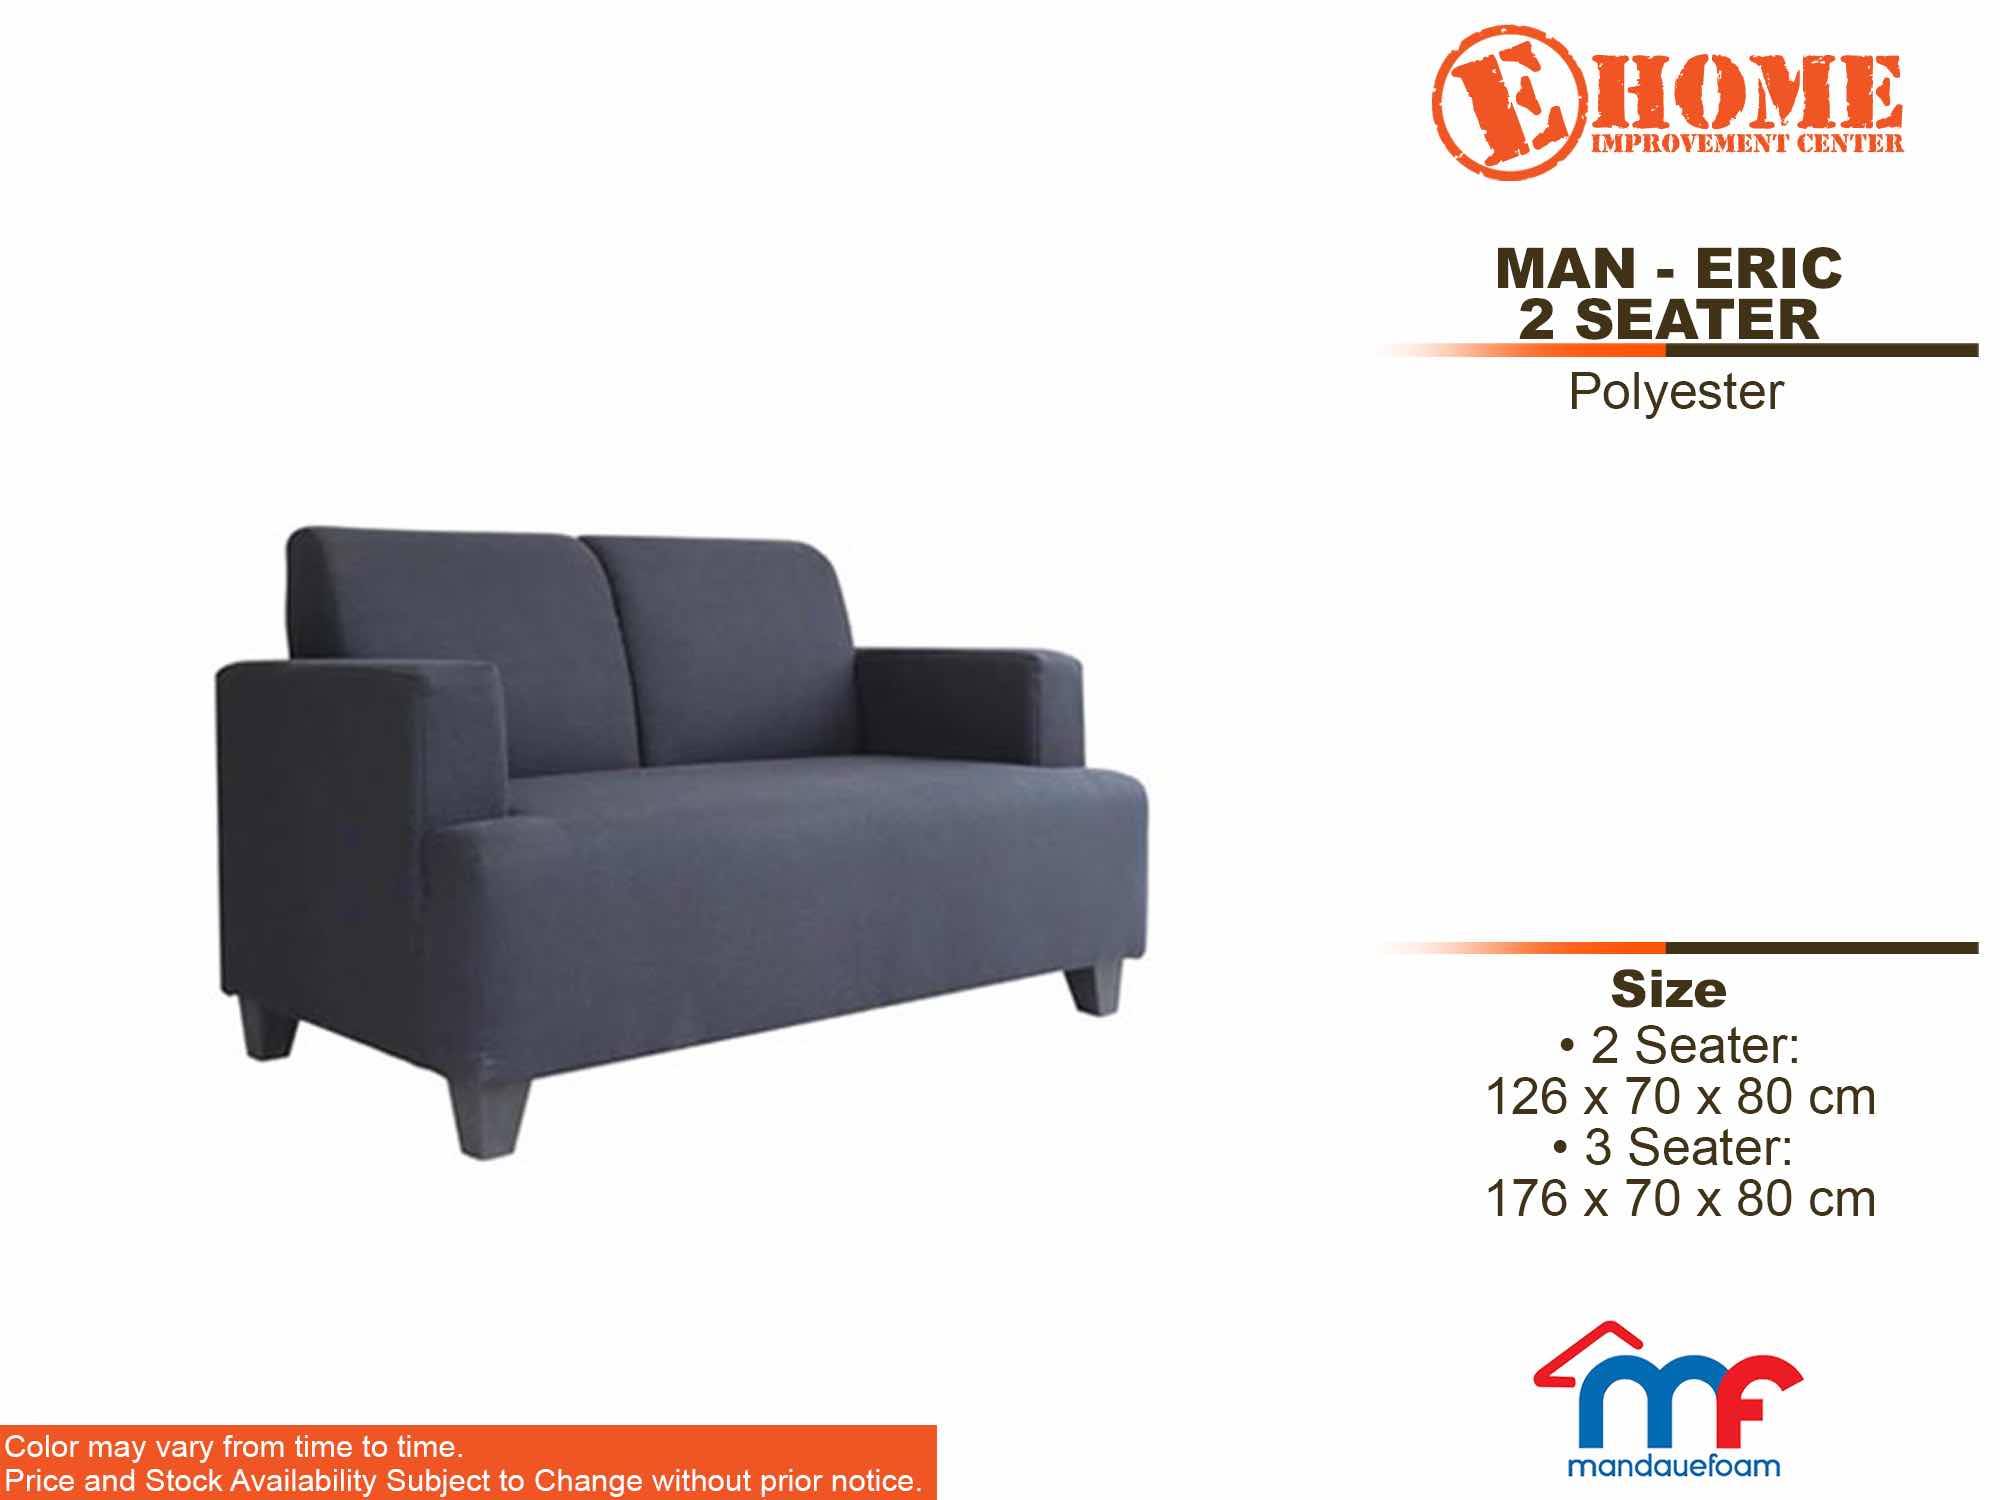 E HOME
IMPROVEMENT CENTER
MAN - ERIC
2 SEATER
Polyester
Size
• 2 Seater:
126 x 70 x 80 cm
• 3 Seater:
176 x 70 x 80 cm
mf
mandauefoam
Color may vary from time to time.
Price and Stock Availability Subject to Change without prior notice.